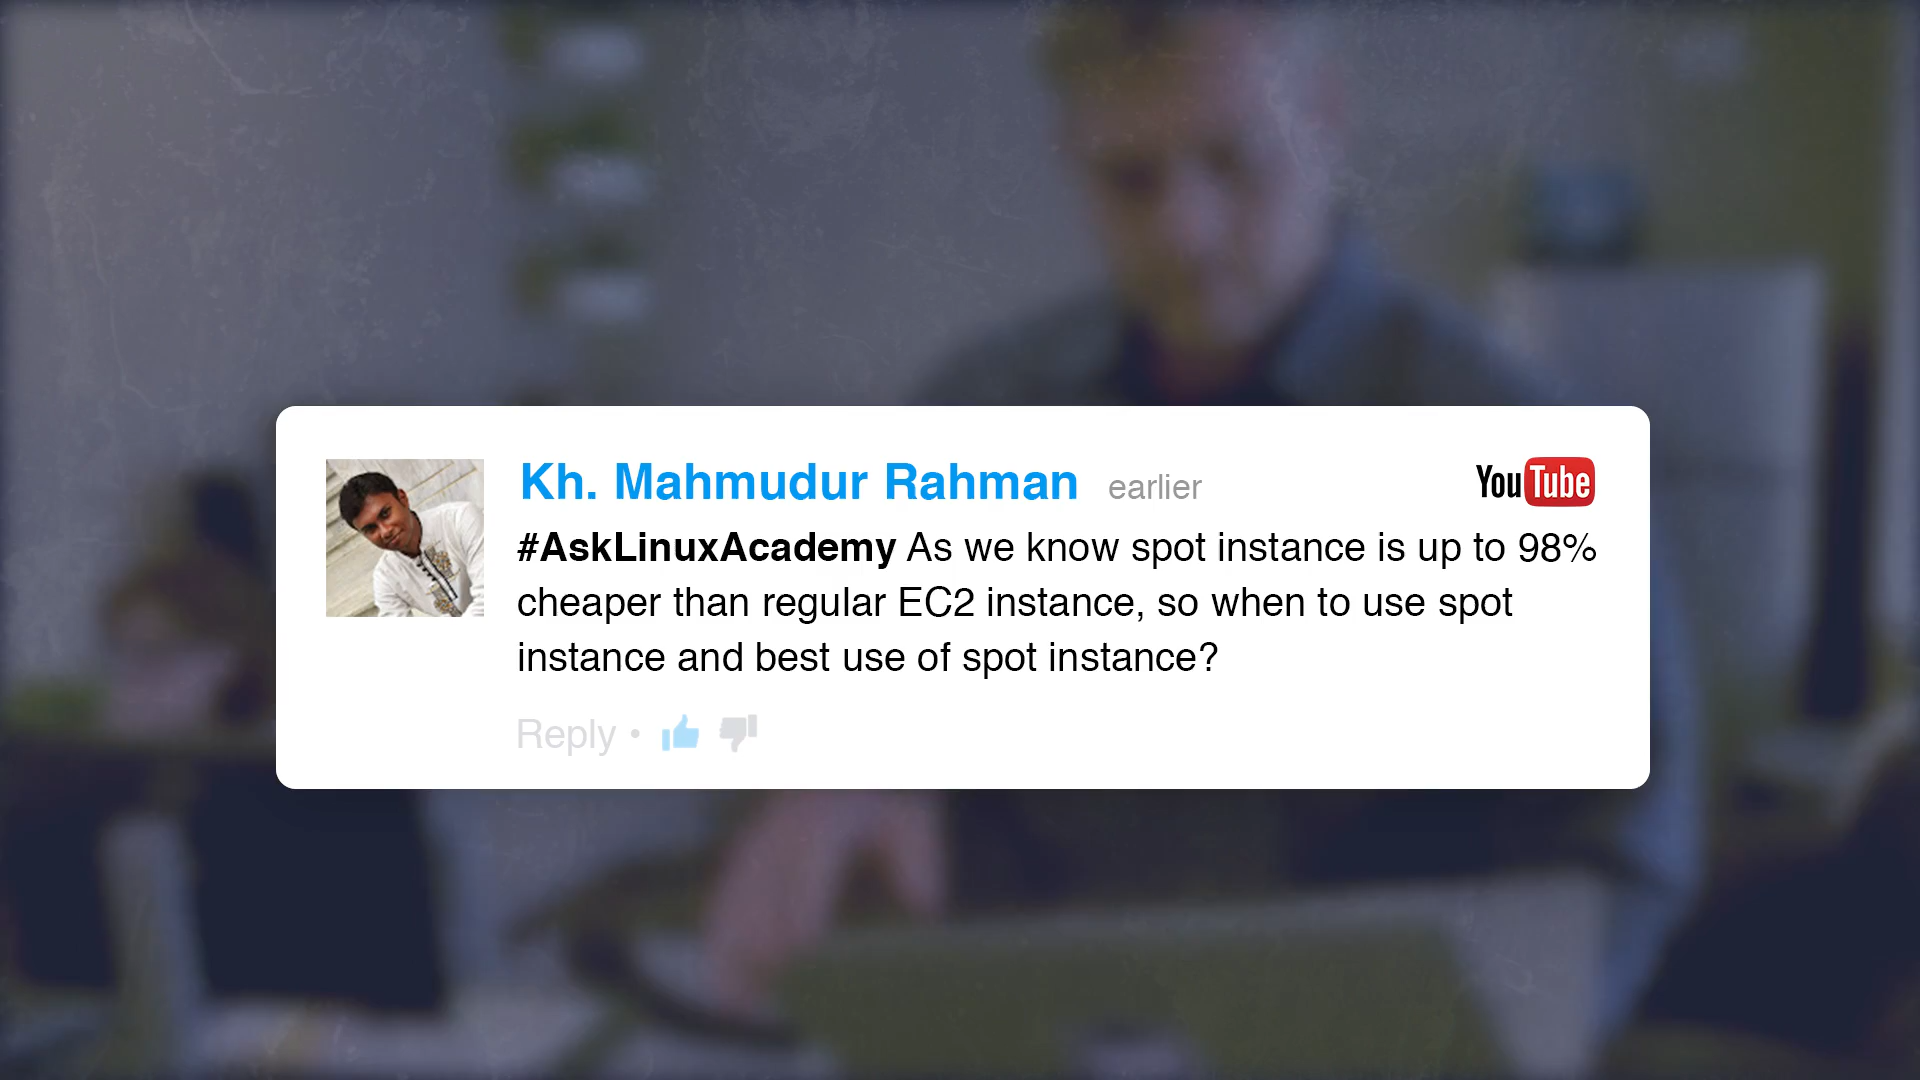 Kh. Mahmudur Rahman earlier YouTube
#AskLinuxAcademy As we know spot instance is up to 98%
cheaper than regular EC2 instance, so when to use spot
instance and best use of spot instance?
Reply •